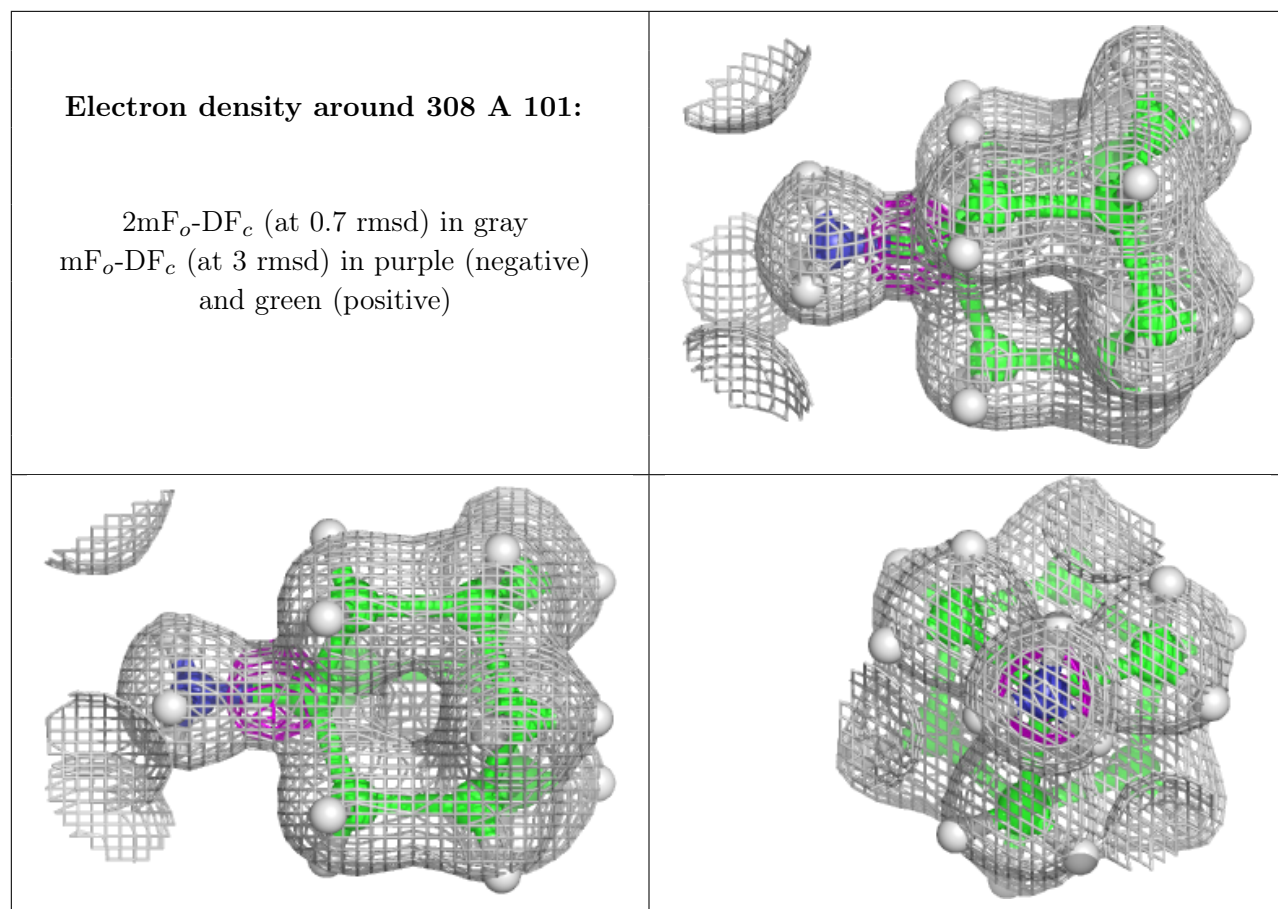 Electron density around 308 A 101:
2mFo-DFc (at 0.7 rmsd) in gray
mFo-DFc (at 3 rmsd) in purple (negative)
and green (positive)